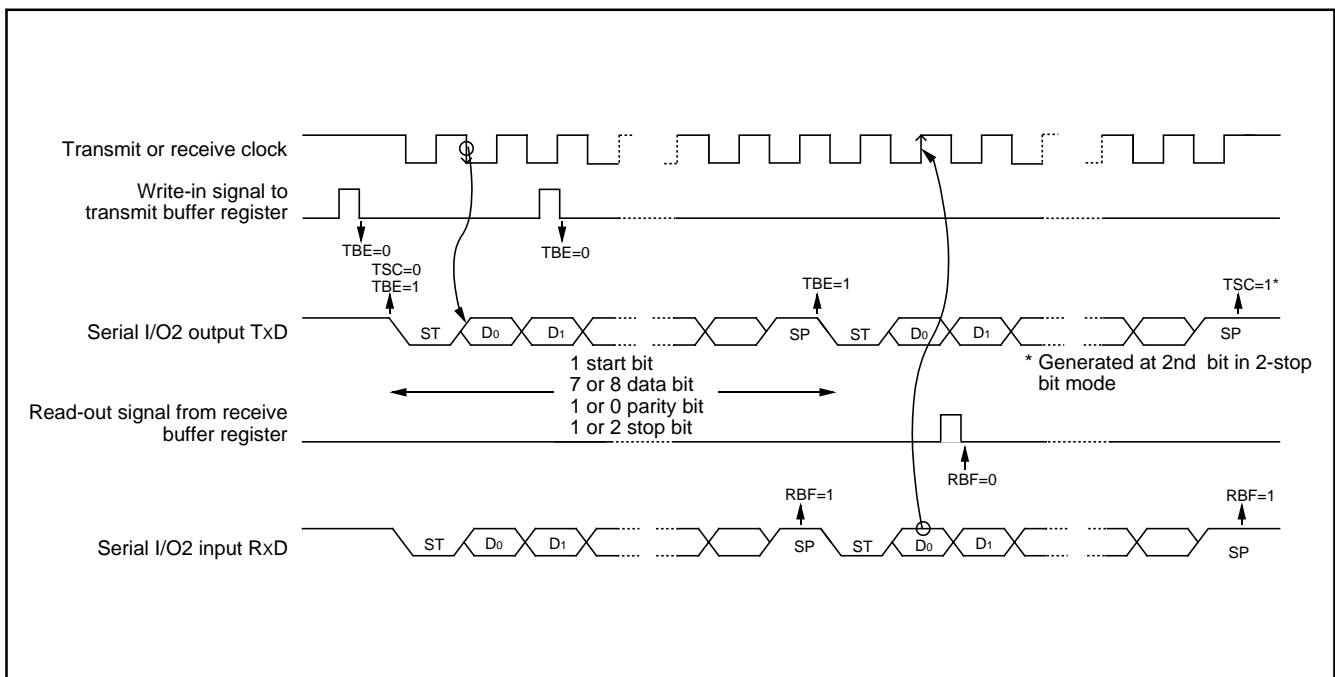 Transmit or receive clock
Write-in signal to
transmit buffer register
TBE=0
TBE=0
TSC=0
TBE=1
TBE=1
TSC=1*
Serial I/O2 output TxD
ST
D0
D1
SP
ST
D0
D1
SP
1 start bit
7 or 8 data bit
1 or 0 parity bit
1 or 2 stop bit
* Generated at 2nd bit in 2-stop
bit mode
Read-out signal from receive
buffer register
RBF=0
RBF=1
RBF=1
Serial I/O2 input RxD
ST
D0
D1
SP
ST
D0
D1
SP